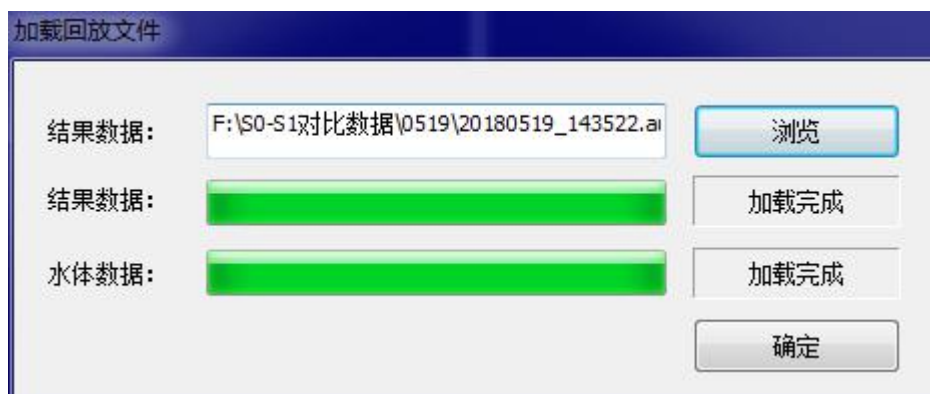 加载回放文件
结果数据: F:\S0-S1对比数据\0519\20180519_143522.a 浏览
结果数据: 加载完成
水体数据: 加载完成
确定